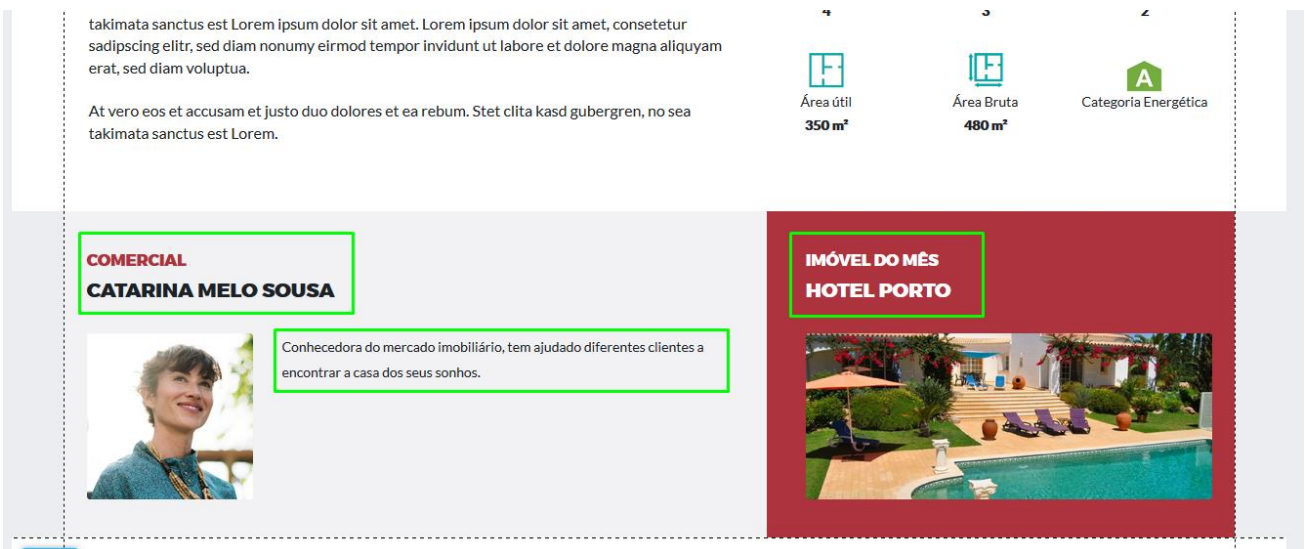 takimata sanctus est Lorem ipsum dolor sit amet. Lorem ipsum dolor sit amet, consetetur
sadipscing elitr, sed diam nonumy eirmod tempor invidunt ut labore et dolore magna aliquyam
erat, sed diam voluptua.
At vero eos et accusam et justo duo dolores et ea rebum. Stet clita kasd gubergren, no sea
takimata sanctus est Lorem.
4 3 2
A
Área útil Área Bruta Categoria Energética
350 m² 480 m²
COMERCIAL
CATARINA MELO SOUSA
Conhecedora do mercado imobiliário, tem ajudado diferentes clientes a
encontrar a casa dos seus sonhos.
IMÓVEL DO MÊS
HOTEL PORTO